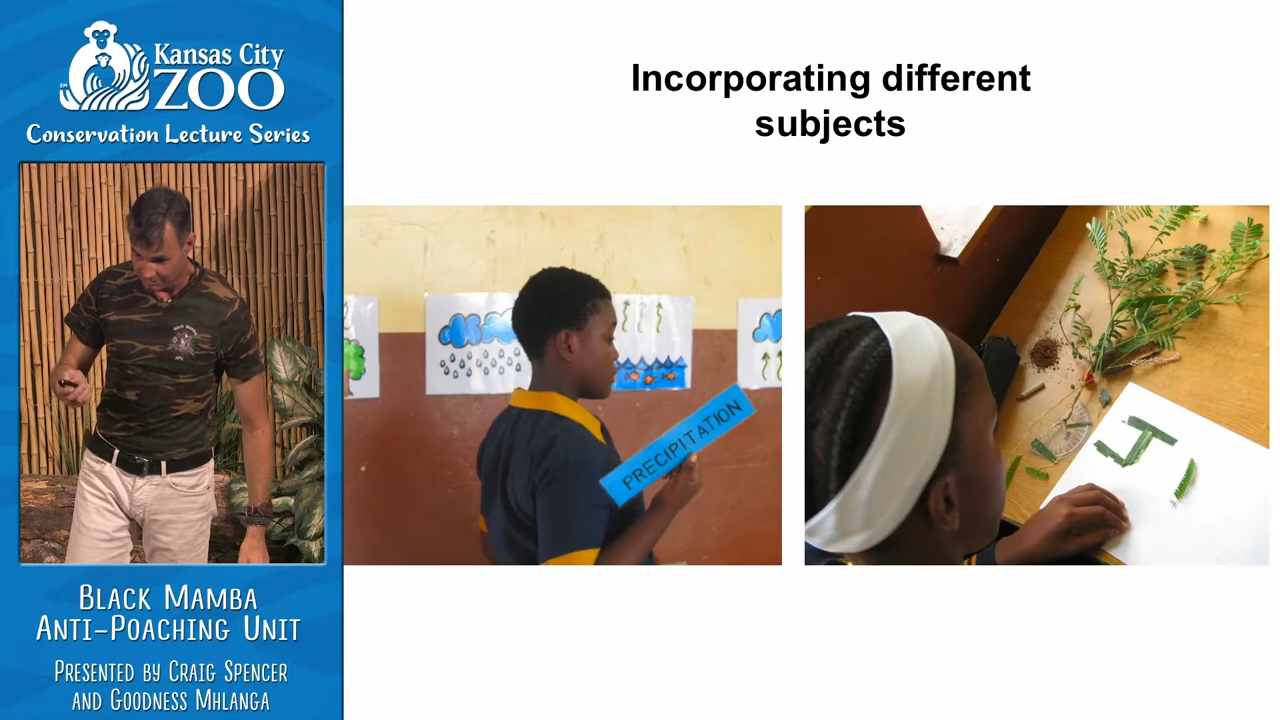 Kansas City
ZOO
SM
Conservation Lecture Series
BLACK MAMBA
ANTI-POACHING UNIT
PRESENTED BY CRAIG SPENCER
AND GOODNESS MHLANGA
Incorporating different
subjects
PRECIPITATION